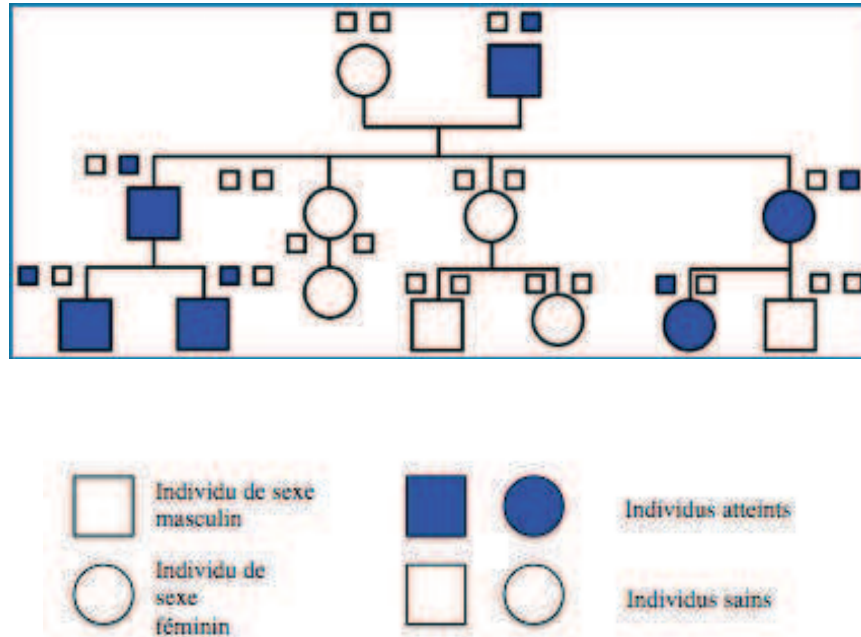 Individu de sexe
masculin
Individus atteints
Individu de
sexe
féminin
Individus sains